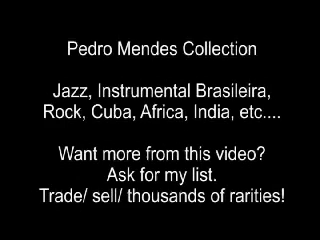 Pedro Mendes Collection
Jazz, Instrumental Brasileira,
Rock, Cuba, Africa, India, etc....
Want more from this video?
Ask for my list.
Trade/ sell/ thousands of rarities!